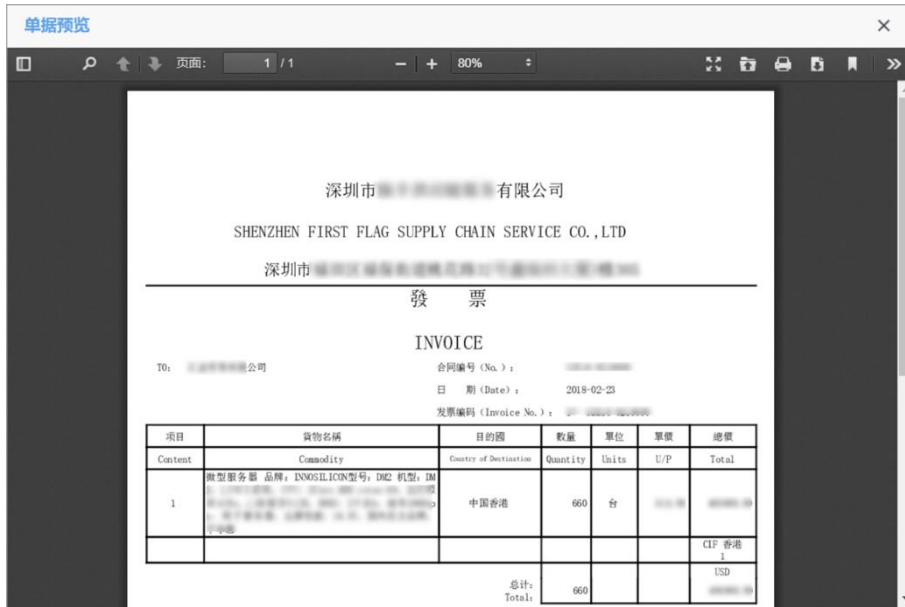 单据预览
页面: 1 / 1
80%
深圳市 有限公司
SHENZHEN FIRST FLAG SUPPLY CHAIN SERVICE CO.,LTD
深圳市
發 票
INVOICE
TO: 公司
合同编号 (No. ) :
日 期 (Date) : 2018-02-23
发票编码 (Invoice No. ) :
项目 貨物名稱 目的國 数量 單位 單價 總價
Content Commodity Country of Destination Quantity Units U/P Total
微型服务器 品牌: INNOSILICON型号: DM2 机型: DM
1 中国香港 660 台
CIF 香港
1
USD
总计:
Total: 660